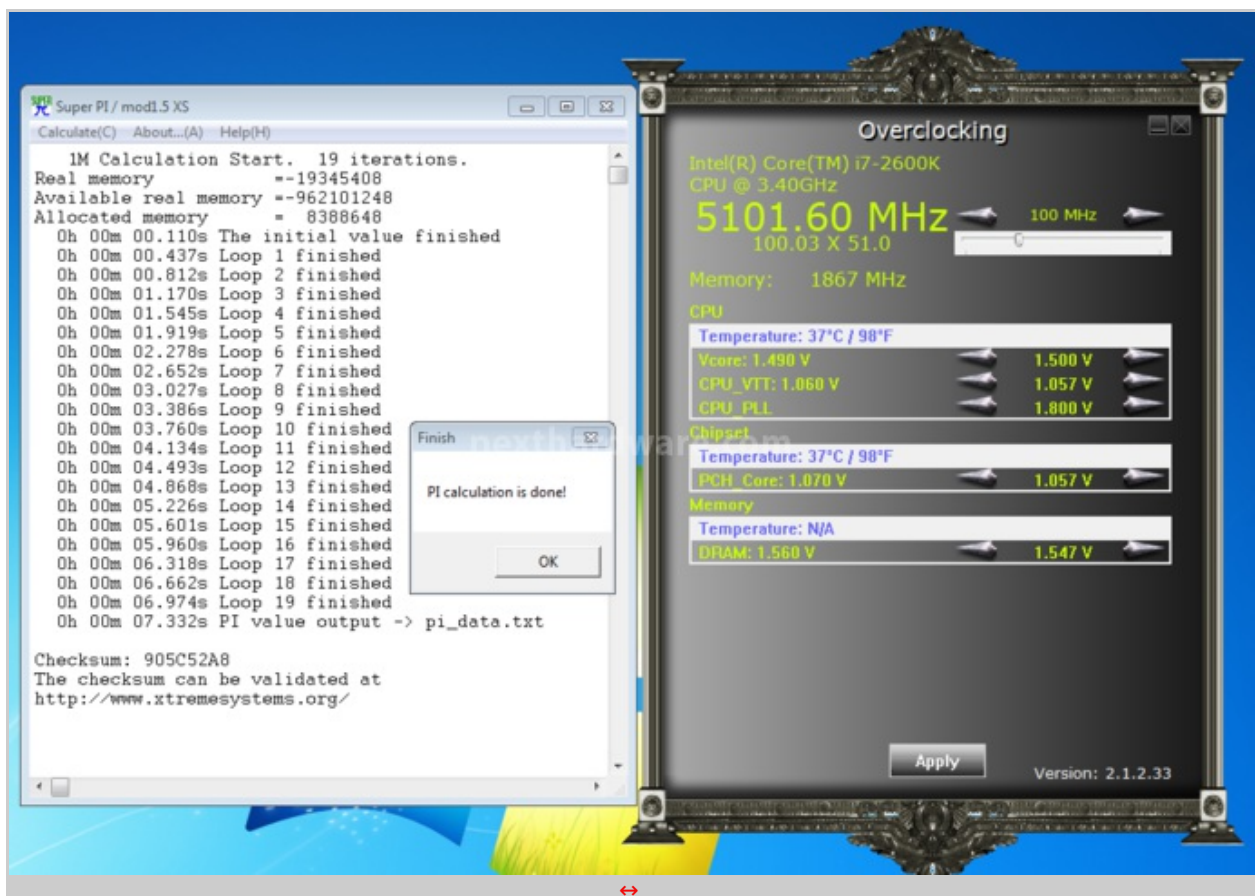 Super PI / mod1.5 XS
Calculate(C) About...(A) Help(H)
1M Calculation Start. 19 iterations.
Real memory =-19345408
Available real memory =-962101248
Allocated memory = 8388648
0h 00m 00.110s The initial value finished
0h 00m 00.437s Loop 1 finished
0h 00m 00.812s Loop 2 finished
0h 00m 01.170s Loop 3 finished
0h 00m 01.545s Loop 4 finished
0h 00m 01.919s Loop 5 finished
0h 00m 02.278s Loop 6 finished
0h 00m 02.652s Loop 7 finished
0h 00m 03.027s Loop 8 finished
0h 00m 03.386s Loop 9 finished
0h 00m 03.760s Loop 10 finished
0h 00m 04.134s Loop 11 finished
0h 00m 04.493s Loop 12 finished
0h 00m 04.868s Loop 13 finished
0h 00m 05.226s Loop 14 finished
0h 00m 05.601s Loop 15 finished
0h 00m 05.960s Loop 16 finished
0h 00m 06.318s Loop 17 finished
0h 00m 06.662s Loop 18 finished
0h 00m 06.974s Loop 19 finished
0h 00m 07.332s PI value output -> pi_data.txt
Checksum: 905C52A8
The checksum can be validated at
http://www.xtremesystems.org/
Finish
PI calculation is done!
OK
nexthardware.com
Overclocking
Intel(R) Core(TM) i7-2600K
CPU @ 3.40GHz
5101.60 MHz 100 MHz
100.03 X 51.0
Memory: 1867 MHz
CPU
Temperature: 37°C / 98°F
Vcore: 1.490 V 1.500 V
CPU_VTT: 1.060 V 1.057 V
CPU_PLL 1.800 V
Chipset
Temperature: 37°C / 98°F
PCH_Core: 1.070 V 1.057 V
Memory
Temperature: N/A
DRAM: 1.560 V 1.547 V
Apply
Version: 2.1.2.33